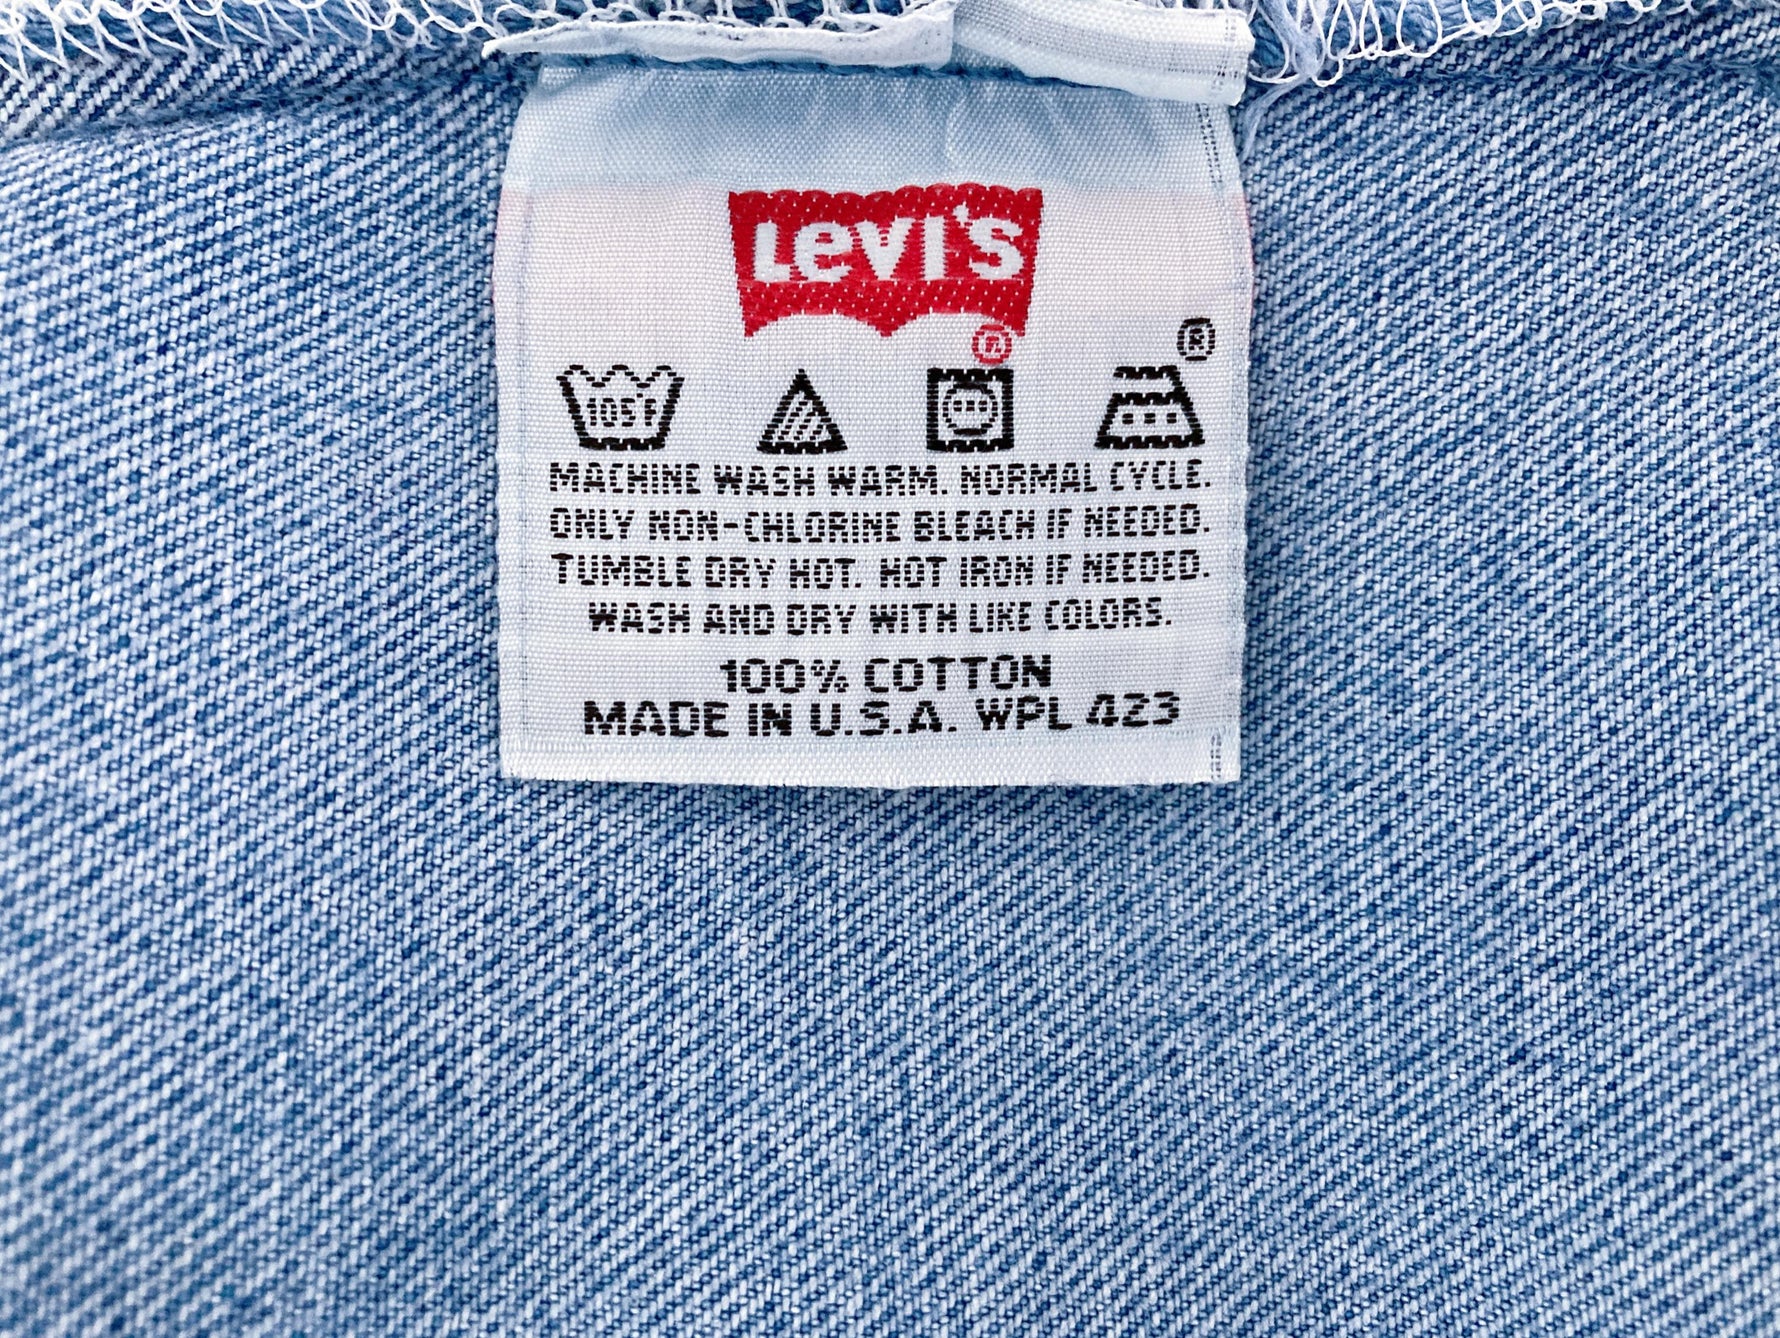 LEVI'S
®
®
105°F
MACHINE WASH WARM. NORMAL CYCLE.
ONLY NON-CHLORINE BLEACH IF NEEDED.
TUMBLE DRY HOT. HOT IRON IF NEEDED.
WASH AND DRY WITH LIKE COLORS.
100% COTTON
MADE IN U.S.A. WPL 423